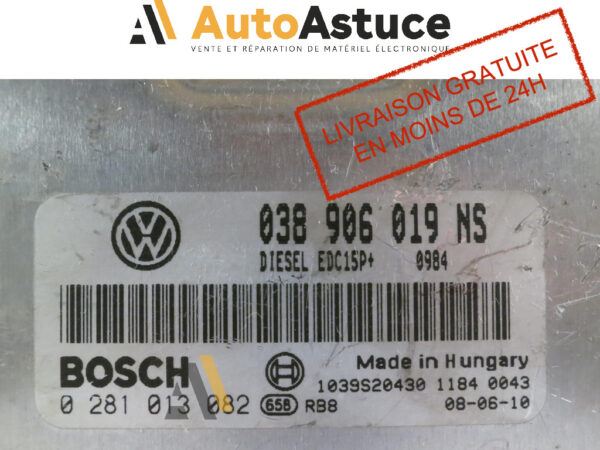 AutoAstuce
VENTE ET RÉPARATION DE MATÉRIEL ÉLECTRONIQUE
LIVRAISON GRATUITE
EN MOINS DE 24H
038 906 019 NS
DIESEL EDC15P+ 0984
BOSCH
Made in Hungary
1039S20430 1184 0043
0 281 013 082 658 RB8 08-06-10